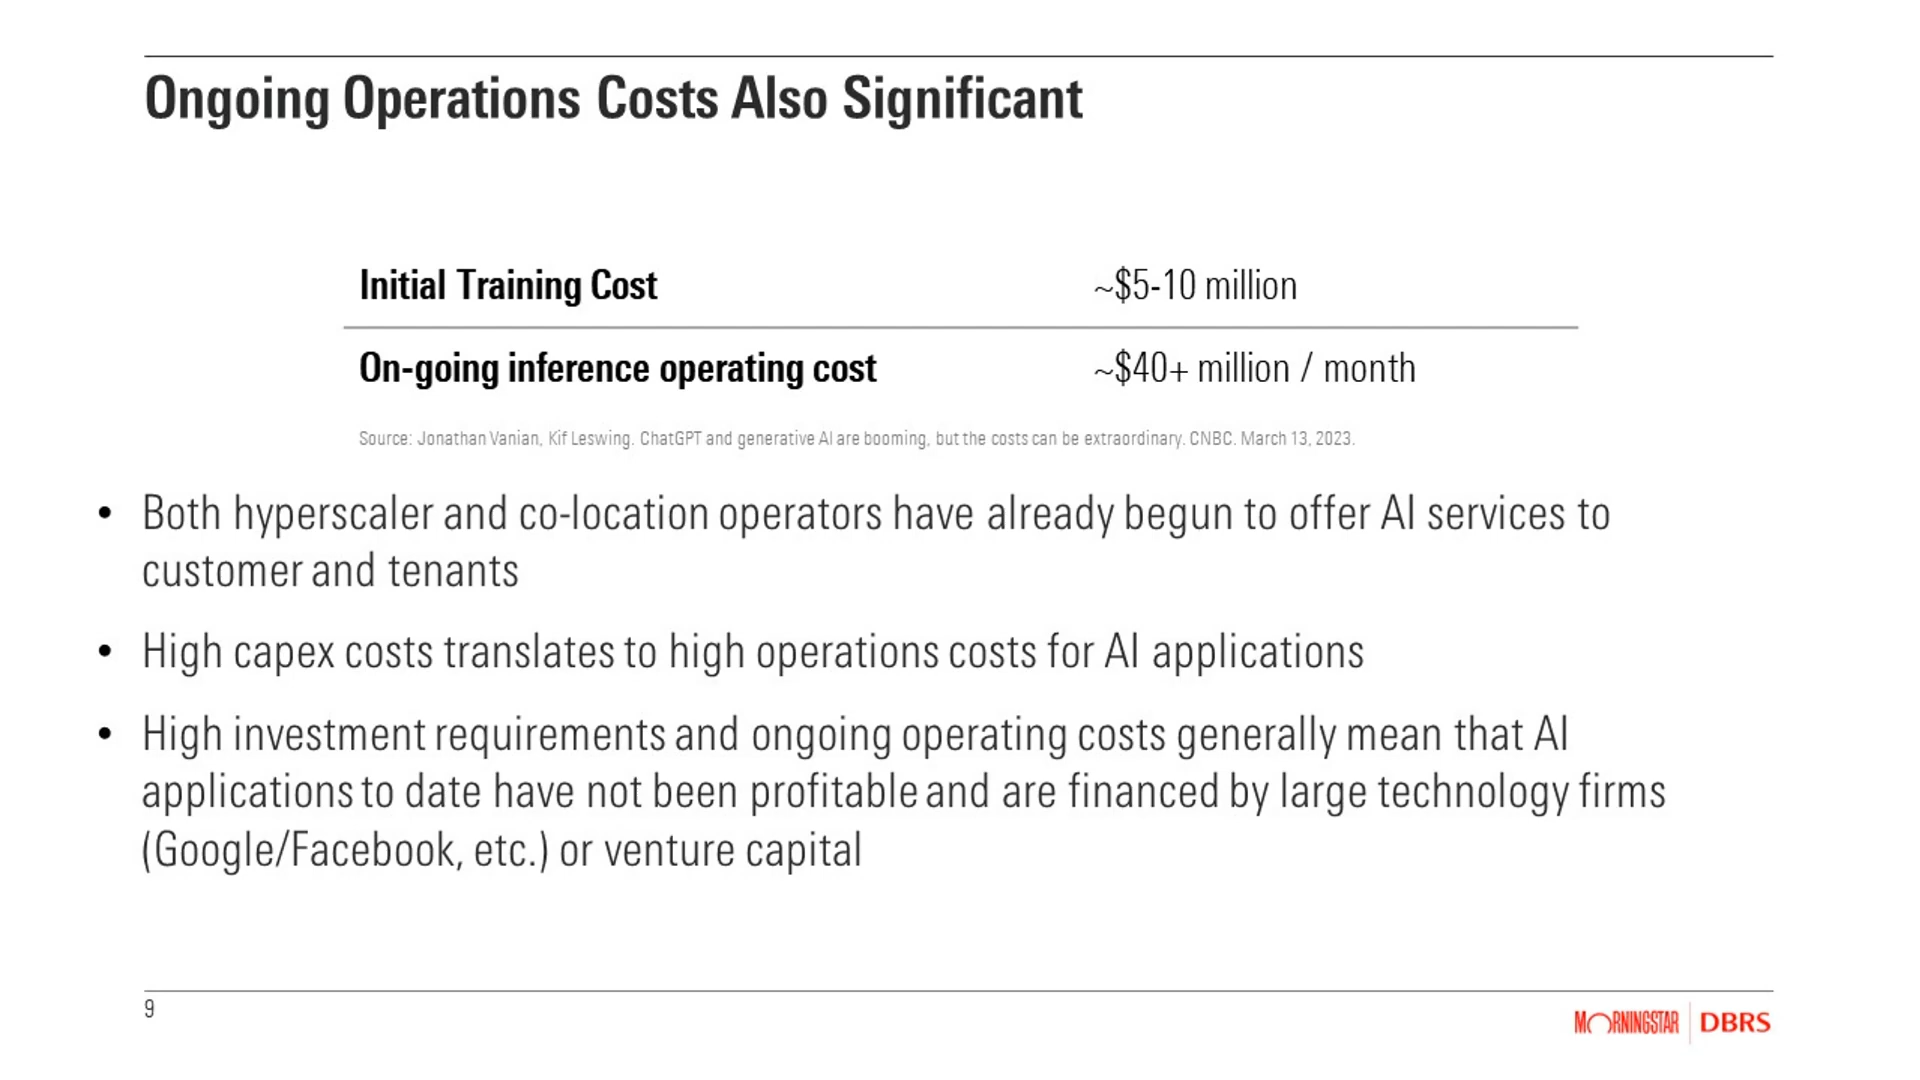 Ongoing Operations Costs Also Significant
Initial Training Cost ~$5-10 million
On-going inference operating cost ~$40+ million / month
Source: Jonathan Vanian, Kif Leswing. ChatGPT and generative AI are booming, but the costs can be extraordinary. CNBC. March 13, 2023.
• Both hyperscaler and co-location operators have already begun to offer AI services to
customer and tenants
• High capex costs translates to high operations costs for AI applications
• High investment requirements and ongoing operating costs generally mean that AI
applications to date have not been profitable and are financed by large technology firms
(Google/Facebook, etc.) or venture capital
9
MORNINGSTAR | DBRS